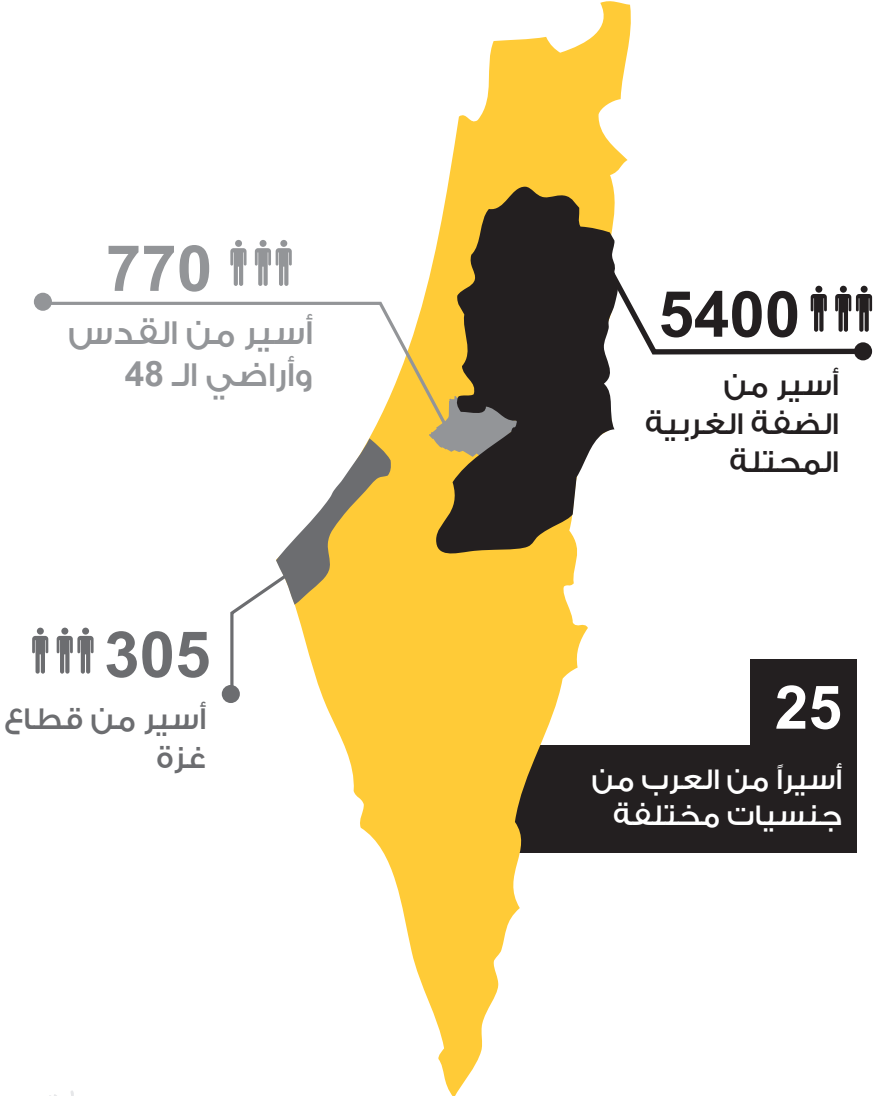 770
أسير من القدس
وأراضي الـ 48
5400
أسير من
الضفة الغربية
المحتلة
305
أسير من قطاع
غزة
25
أسيراً من العرب من
جنسيات مختلفة